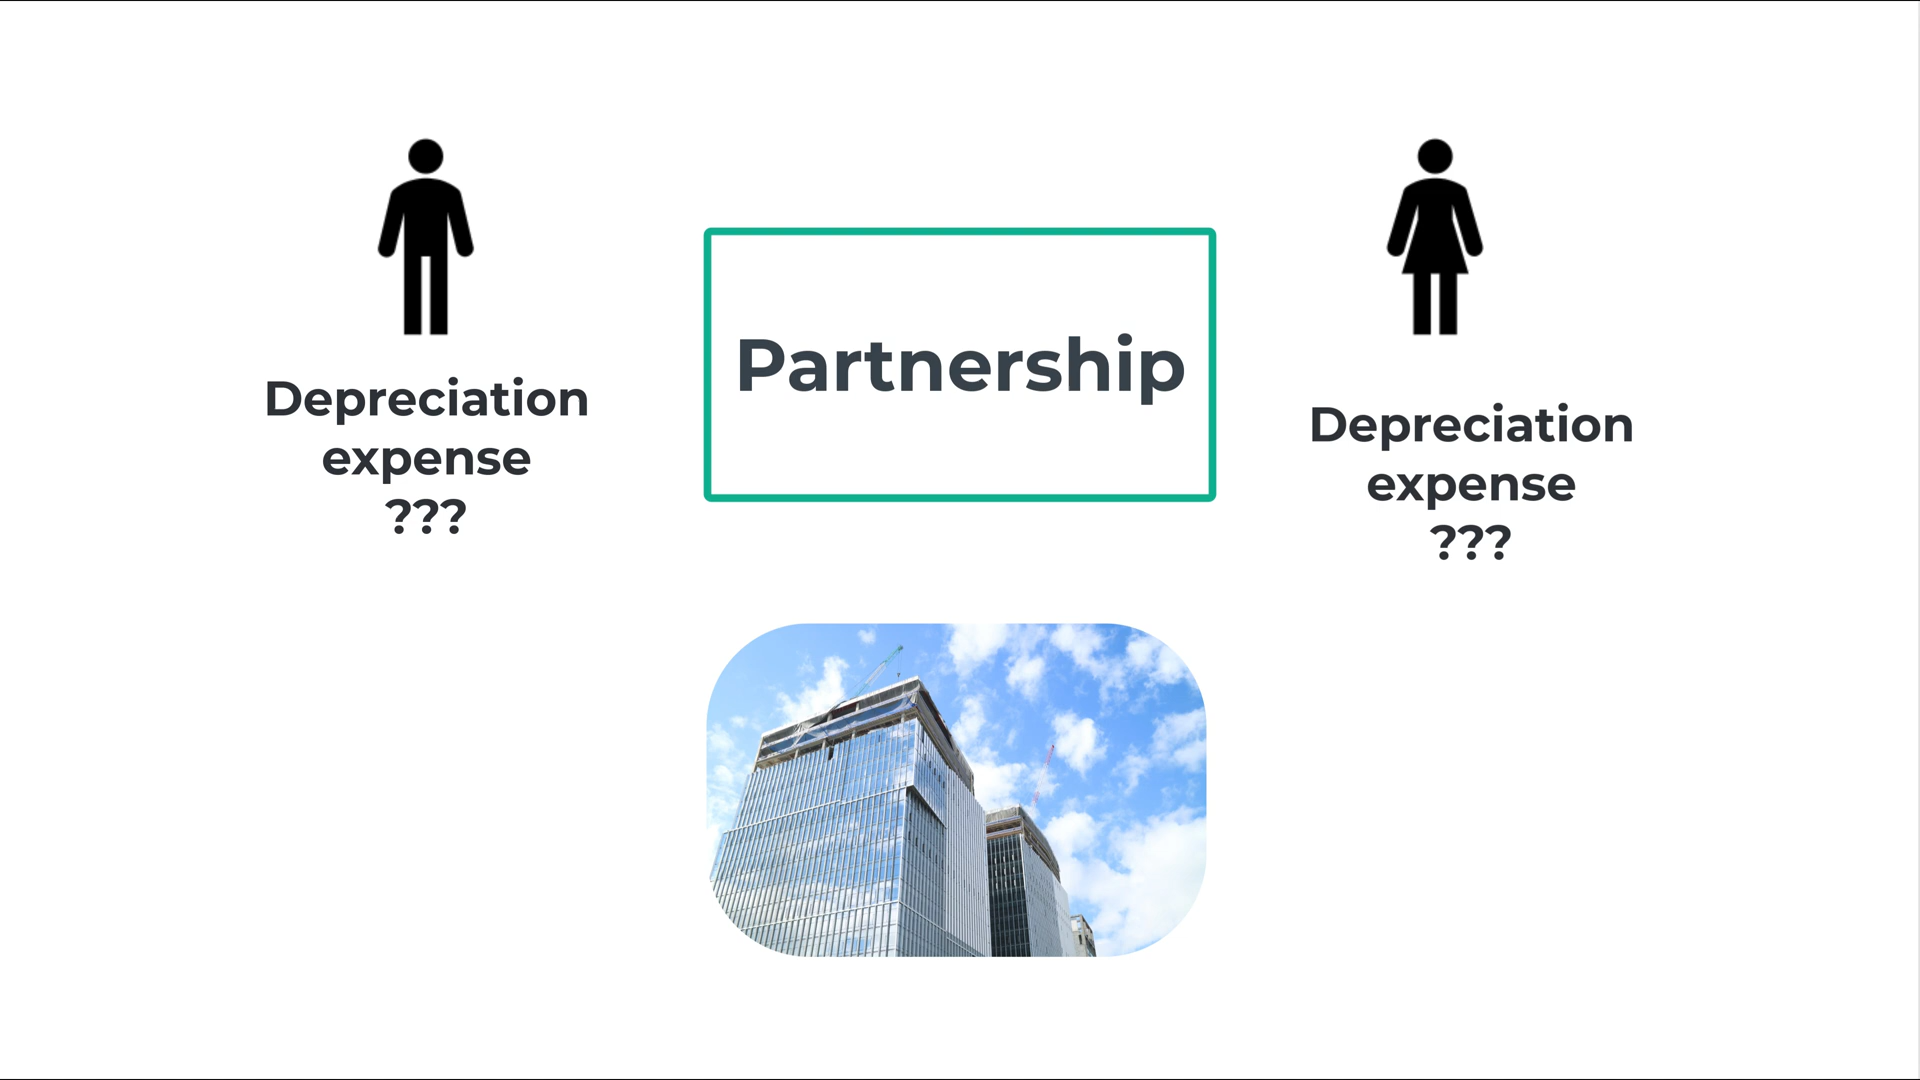 Depreciation
expense
???
Partnership
Depreciation
expense
???